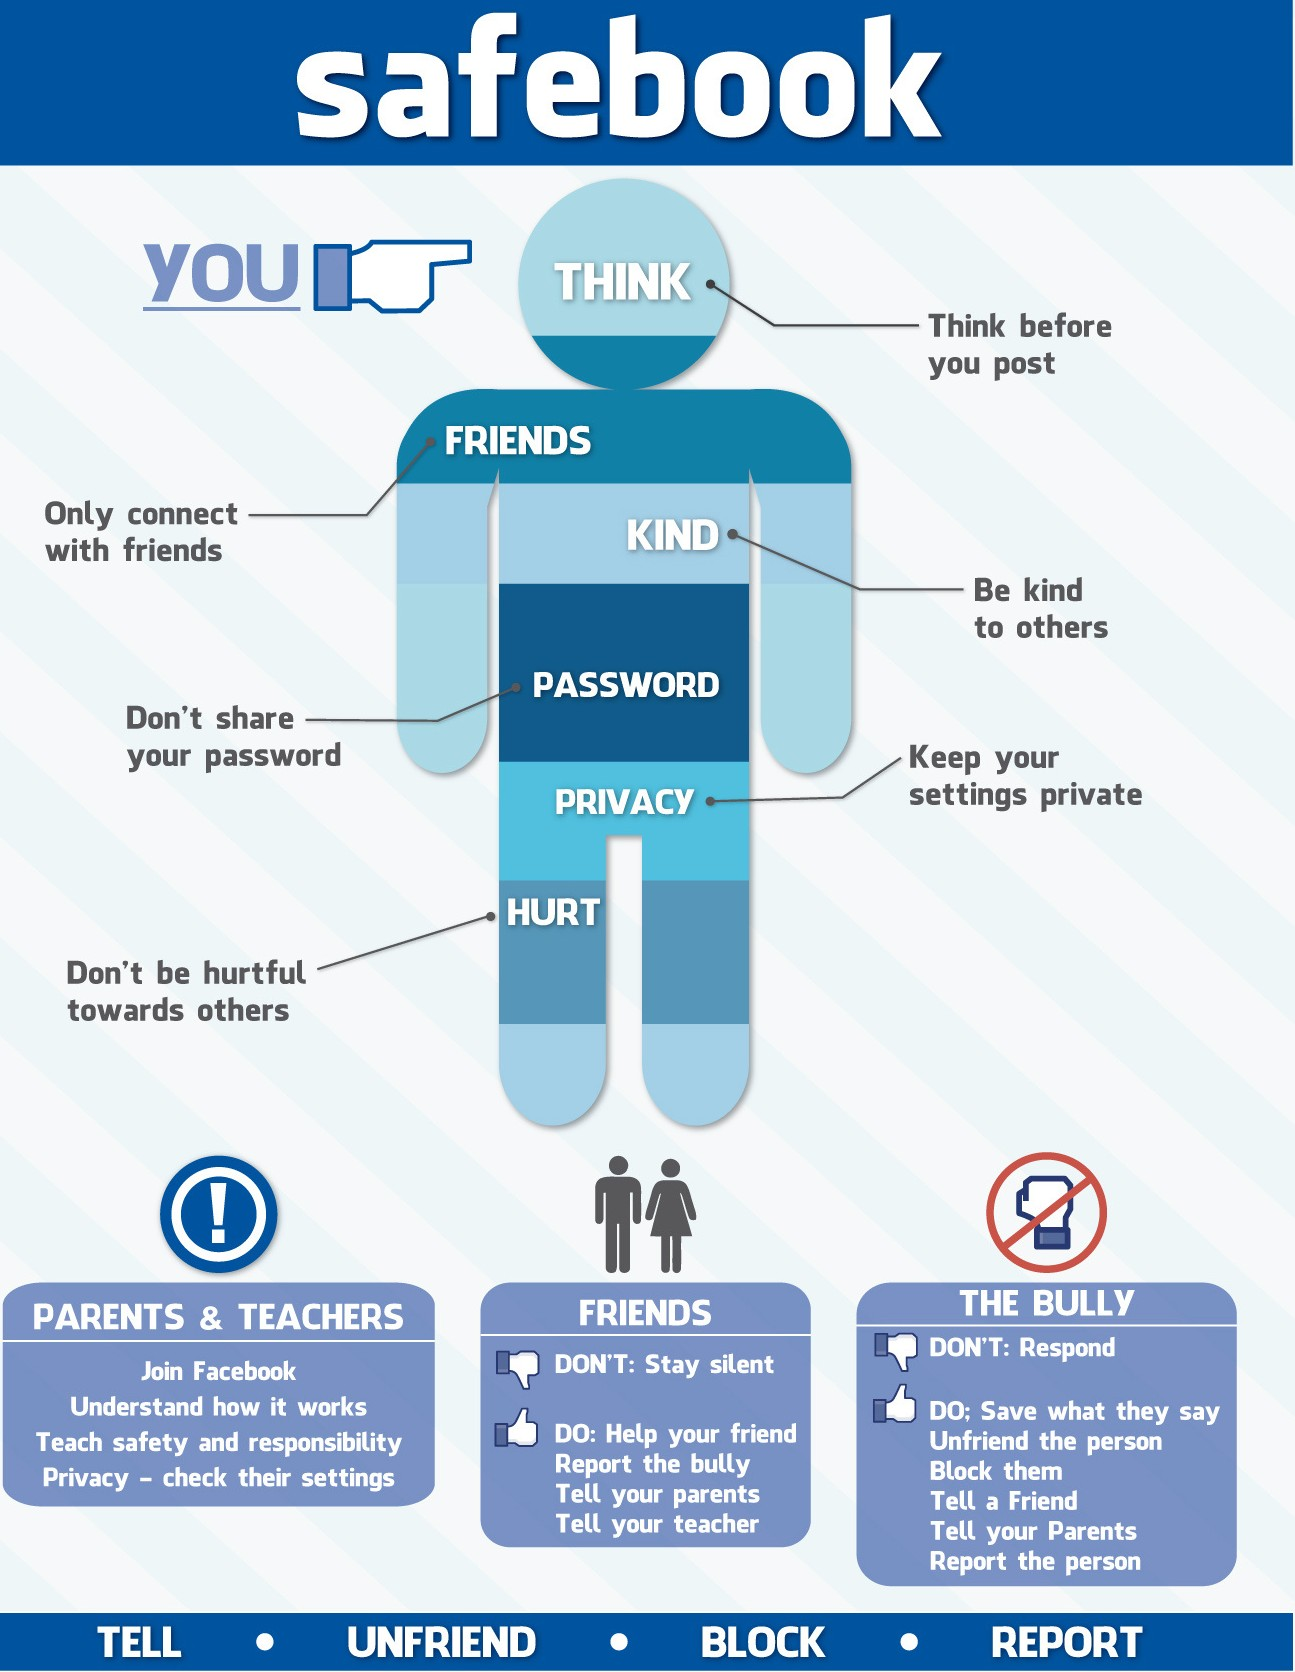 safebook
YOU
THINK
Think before
you post
FRIENDS
Only connect
with friends
KIND
Be kind
to others
PASSWORD
Don't share
your password
PRIVACY
Keep your
settings private
HURT
Don't be hurtful
towards others
!
PARENTS & TEACHERS
Join Facebook
Understand how it works
Teach safety and responsibility
Privacy – check their settings
FRIENDS
DON'T: Stay silent
DO: Help your friend
Report the bully
Tell your parents
Tell your teacher
THE BULLY
DON'T: Respond
DO; Save what they say
Unfriend the person
Block them
Tell a Friend
Tell your Parents
Report the person
TELL • UNFRIEND • BLOCK • REPORT